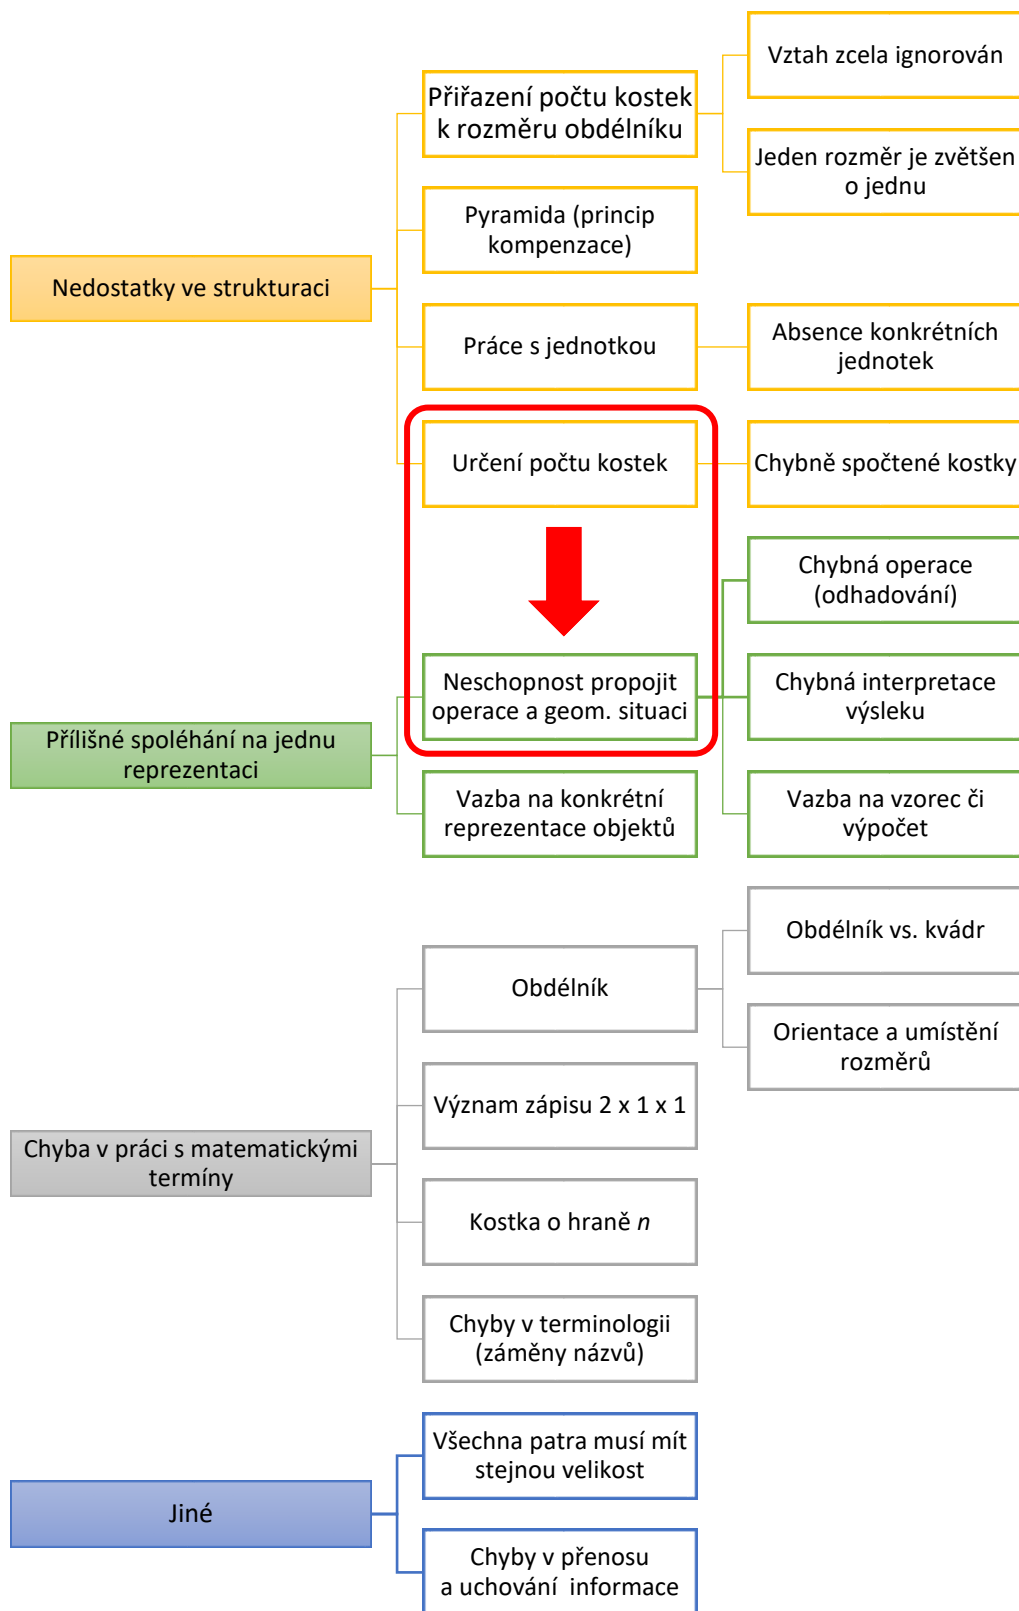 Vztah zcela ignorován
Přiřazení počtu kostek
k rozměru obdélníku
Jeden rozměr je zvětšen
o jednu
Pyramida (princip
kompenzace)
Nedostatky ve strukturaci
Práce s jednotkou
Absence konkrétních
jednotek
Určení počtu kostek
Chybně spočtené kostky
Chybná operace
(odhadování)
Neschopnost propojit
operace a geom. situaci
Chybná interpretace
výsleku
Přílišné spoléhání na jednu
reprezentaci
Vazba na konkrétní
reprezentace objektů
Vazba na vzorec či
výpočet
Obdélník vs. kvádr
Obdélník
Orientace a umístění
rozměrů
Význam zápisu 2 x 1 x 1
Chyba v práci s matematickými
termíny
Kostka o hraně n
Chyby v terminologii
(záměny názvů)
Všechna patra musí mít
stejnou velikost
Jiné
Chyby v přenosu
a uchování  informace